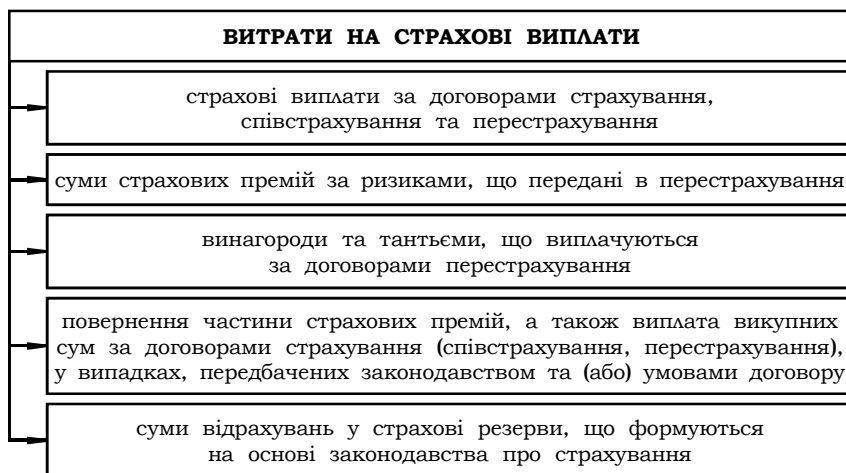 ВИТРАТИ НА СТРАХОВІ ВИПЛАТИ
страхові виплати за договорами страхування,
співстрахування та перестрахування
суми страхових премій за ризиками, що передані в перестрахування
винагороди та тантьєми, що виплачуються
за договорами перестрахування
повернення частини страхових премій, а також виплата викупних
сум за договорами страхування (співстрахування, перестрахування),
у випадках, передбачених законодавством та (або) умовами договору
суми відрахувань у страхові резерви, що формуються
на основі законодавства про страхування